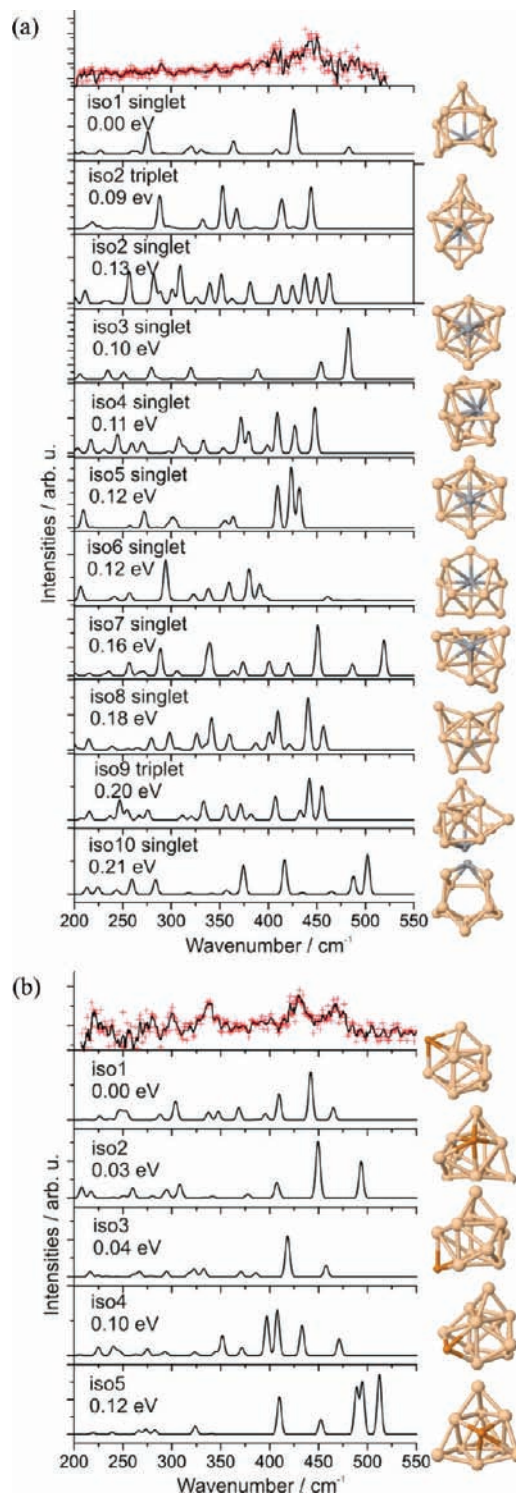 (a)
iso1 singlet
0.00 eV
iso2 triplet
0.09 ev
iso2 singlet
0.13 eV
iso3 singlet
0.10 eV
iso4 singlet
0.11 eV
iso5 singlet
0.12 eV
iso6 singlet
0.12 eV
iso7 singlet
0.16 eV
iso8 singlet
0.18 eV
iso9 triplet
0.20 eV
iso10 singlet
0.21 eV
Intensities / arb. u.
200 250 300 350 400 450 500 550
Wavenumber / cm⁻¹
(b)
iso1
0.00 eV
iso2
0.03 eV
iso3
0.04 eV
iso4
0.10 eV
iso5
0.12 eV
Intensities / arb. u.
200 250 300 350 400 450 500 550
Wavenumber / cm⁻¹